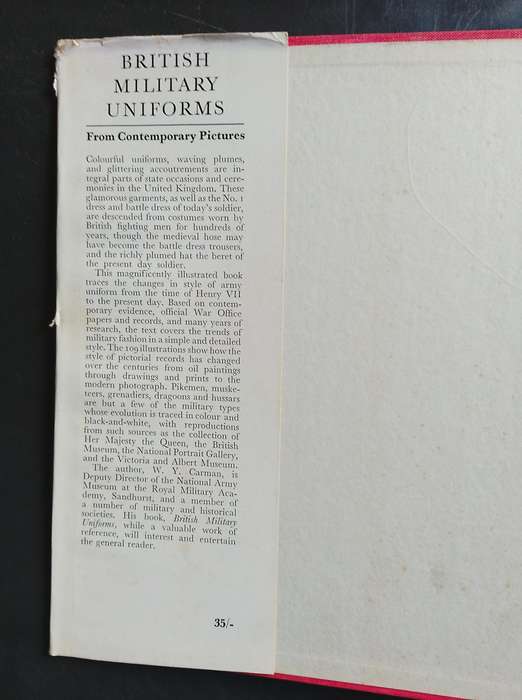 BRITISH
MILITARY
UNIFORMS
From Contemporary Pictures
Colourful uniforms, waving plumes,
and glittering accoutrements are in-
tegral parts of state occasions and cere-
monies in the United Kingdom. These
glamorous garments, as well as the No. 1
dress and battle dress of today's soldier,
are descended from costumes worn by
British fighting men for hundreds of
years, though the medieval hose may
have become the battle dress trousers,
and the richly plumed hat the beret of
the present day soldier.
This magnificently illustrated book
traces the changes in style of army
uniform from the time of Henry VII
to the present day. Based on contem-
porary evidence, official War Office
papers and records, and many years of
research, the text covers the trends of
military fashion in a simple and detailed
style. The 109 illustrations show how the
style of pictorial records has changed
over the centuries from oil paintings
through drawings and prints to the
modern photograph. Pikemen, muske-
teers, grenadiers, dragoons and hussars
are but a few of the military types
whose evolution is traced in colour and
black-and-white, with reproductions
from such sources as the collection of
Her Majesty the Queen, the British
Museum, the National Portrait Gallery,
and the Victoria and Albert Museum.
The author, W. Y. Carman, is
Deputy Director of the National Army
Museum at the Royal Military Aca-
demy, Sandhurst, and a member of
a number of military and historical
societies. His book, British Military
Uniforms, while a valuable work of
reference, will interest and entertain
the general reader.
35/-